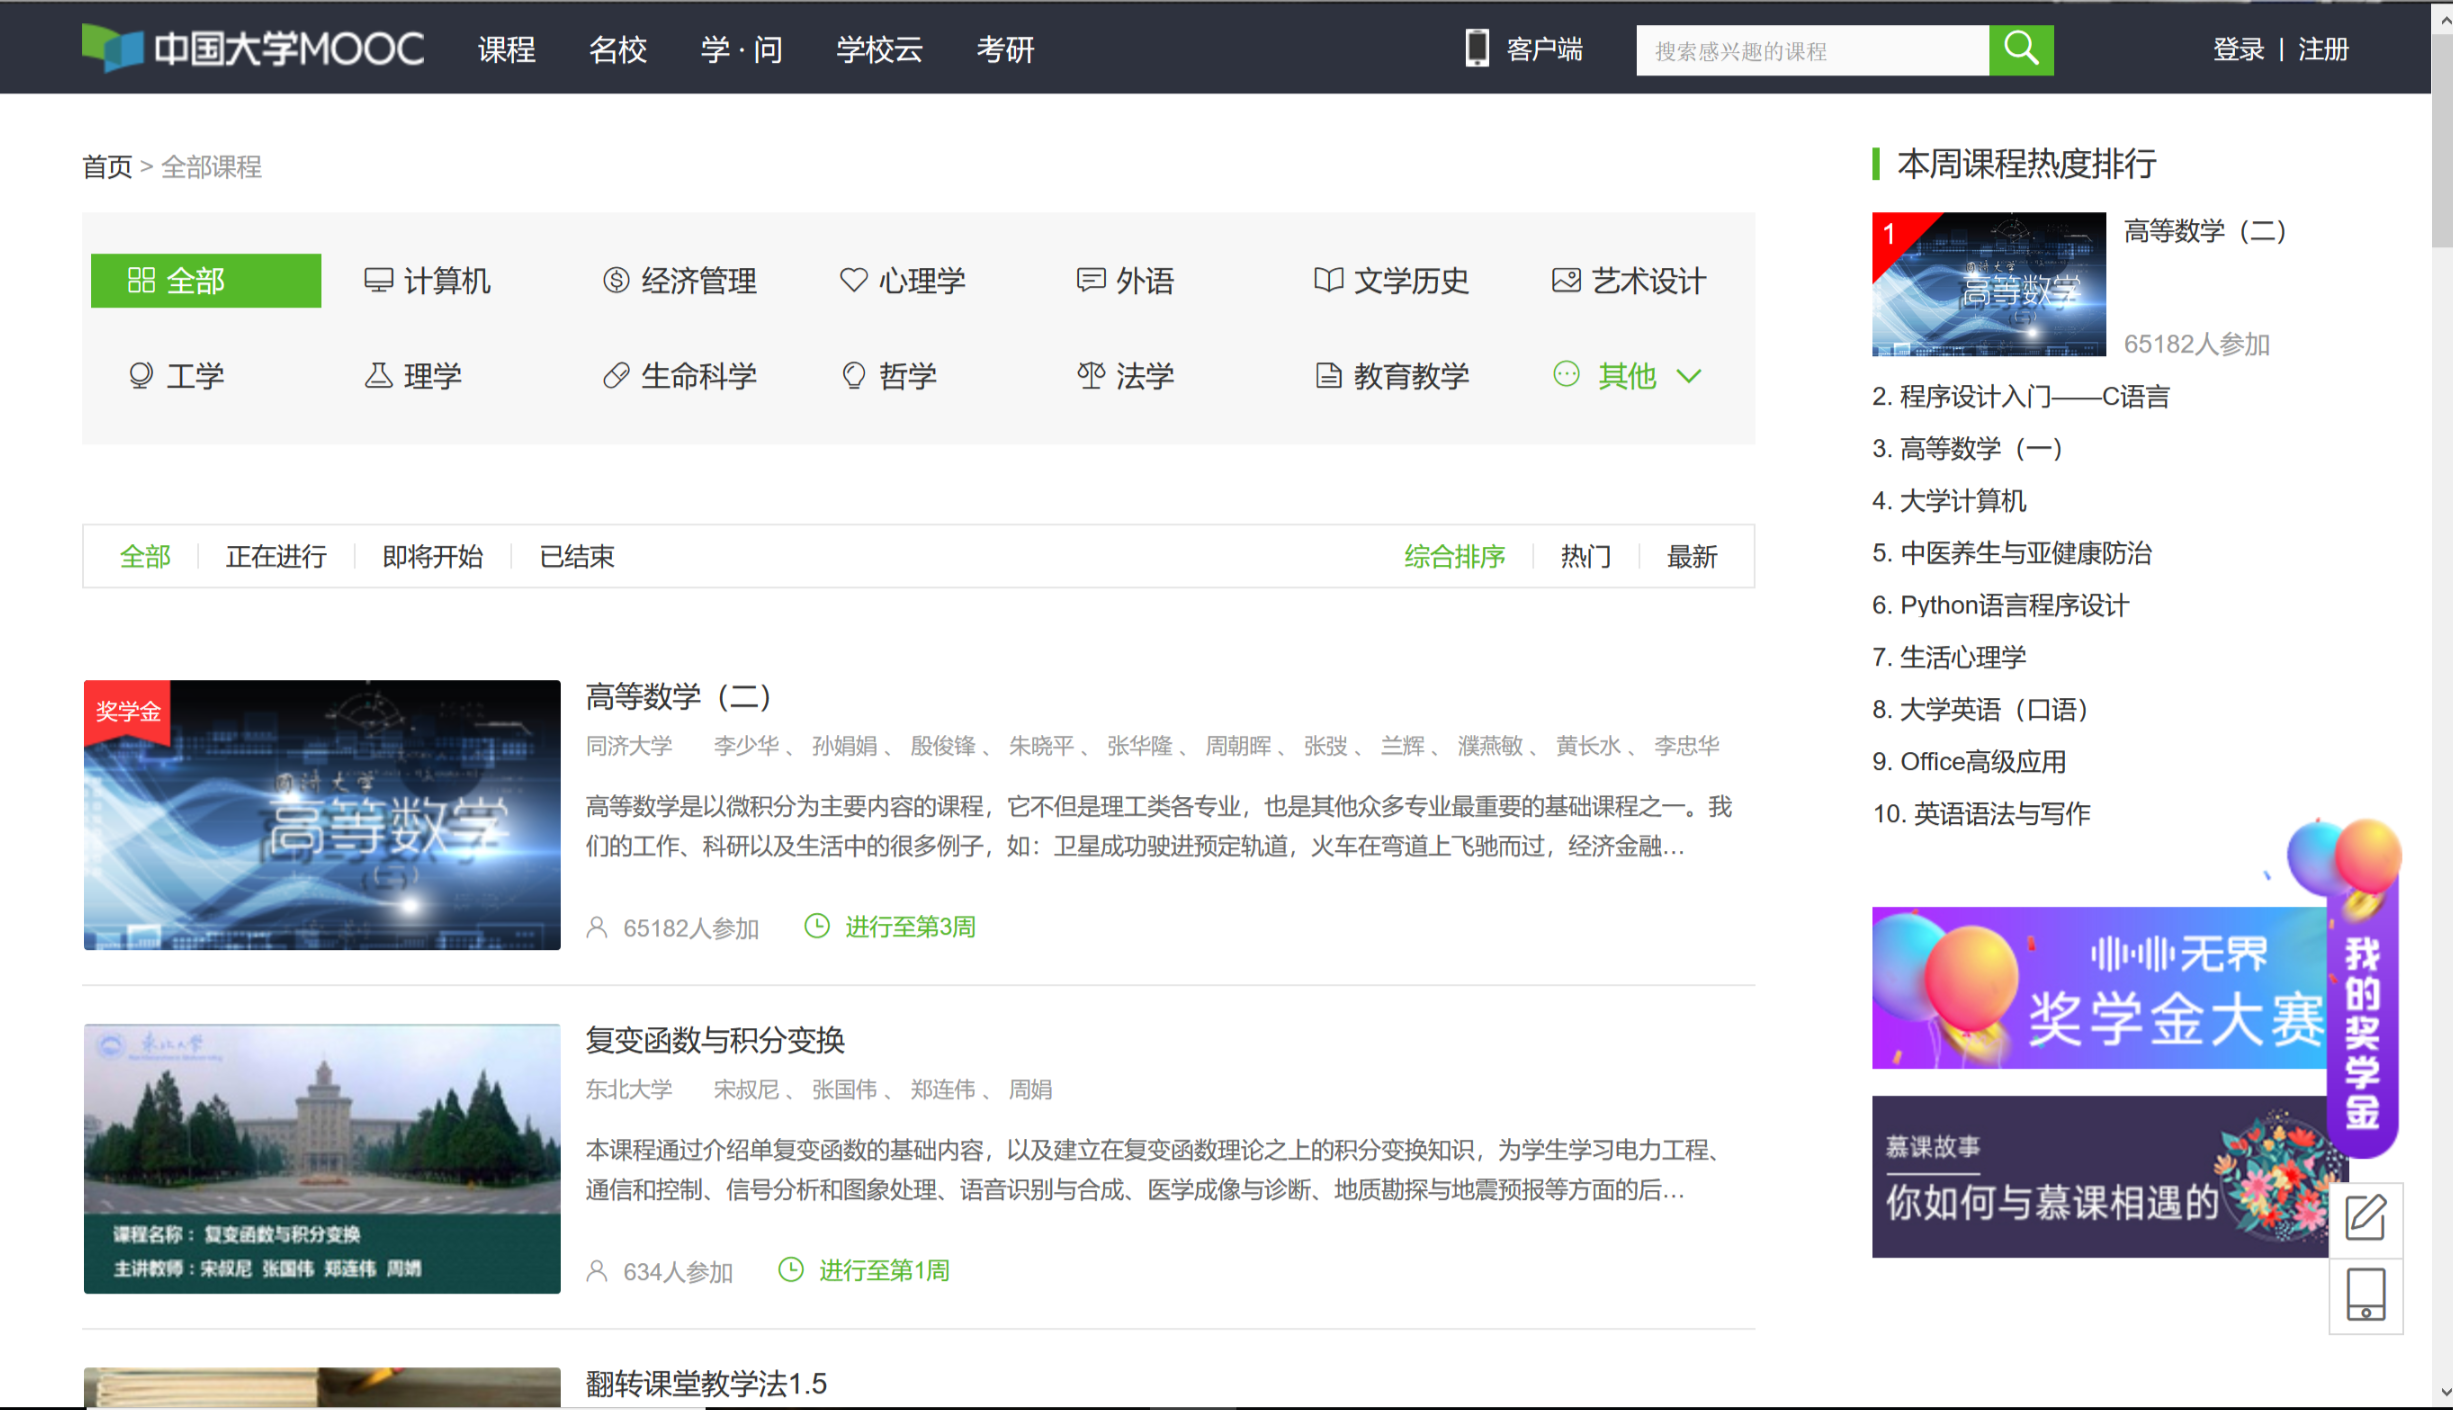 中国大学MOOC 课程 名校 学·问 学校云 考研 客户端 搜索感兴趣的课程 登录 | 注册
首页 > 全部课程
全部 计算机 经济管理 心理学 外语 文学历史 艺术设计
工学 理学 生命科学 哲学 法学 教育教学 其他
全部 正在进行 即将开始 已结束 综合排序 热门 最新
奖学金
同济大学
高等数学
(二)
高等数学（二）
同济大学 李少华 、 孙娟娟 、 殷俊锋 、 朱晓平 、 张华隆 、 周朝晖 、 张弢 、 兰辉 、 濮燕敏 、 黄长水 、 李忠华
高等数学是以微积分为主要内容的课程，它不但是理工类各专业，也是其他众多专业最重要的基础课程之一。我
们的工作、科研以及生活中的很多例子，如：卫星成功驶进预定轨道，火车在弯道上飞驰而过，经济金融…
65182人参加 进行至第3周
东北大学
课程名称：复变函数与积分变换
主讲教师：宋叔尼 张国伟 郑连伟 周娟
复变函数与积分变换
东北大学 宋叔尼 、 张国伟 、 郑连伟 、 周娟
本课程通过介绍单复变函数的基础内容，以及建立在复变函数理论之上的积分变换知识，为学生学习电力工程、
通信和控制、信号分析和图象处理、语音识别与合成、医学成像与诊断、地质勘探与地震预报等方面的后…
634人参加 进行至第1周
翻转课堂教学法1.5
本周课程热度排行
1
同济大学
高等数学
(二)
高等数学（二）
65182人参加
2. 程序设计入门——C语言
3. 高等数学（一）
4. 大学计算机
5. 中医养生与亚健康防治
6. Python语言程序设计
7. 生活心理学
8. 大学英语（口语）
9. Office高级应用
10. 英语语法与写作
无界
奖学金大赛
我的奖学金
慕课故事
你如何与慕课相遇的